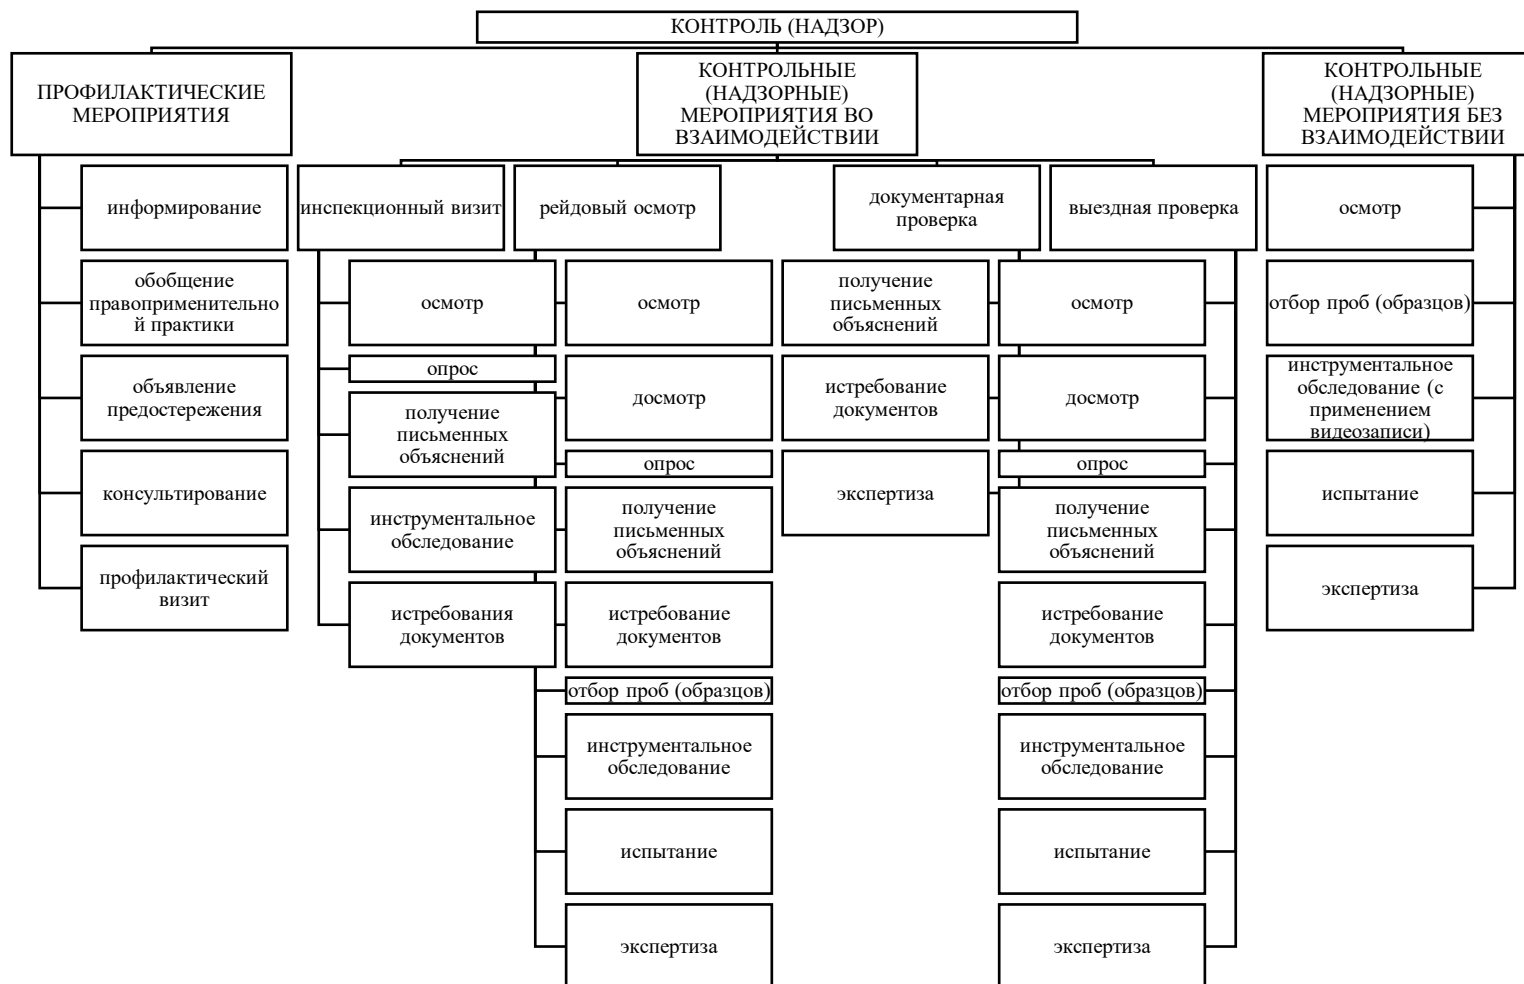 КОНТРОЛЬ (НАДЗОР)
ПРОФИЛАКТИЧЕСКИЕ
МЕРОПРИЯТИЯ
КОНТРОЛЬНЫЕ
(НАДЗОРНЫЕ)
МЕРОПРИЯТИЯ ВО
ВЗАИМОДЕЙСТВИИ
КОНТРОЛЬНЫЕ
(НАДЗОРНЫЕ)
МЕРОПРИЯТИЯ БЕЗ
ВЗАИМОДЕЙСТВИИ
информирование
обобщение
правоприменительно
й практики
объявление
предостережения
консультирование
профилактический
визит
инспекционный визит
осмотр
опрос
получение
письменных
объяснений
инструментальное
обследование
истребования
документов
рейдовый осмотр
осмотр
досмотр
опрос
получение
письменных
объяснений
истребование
документов
отбор проб (образцов)
инструментальное
обследование
испытание
экспертиза
документарная
проверка
получение
письменных
объяснений
истребование
документов
экспертиза
выездная проверка
осмотр
досмотр
опрос
получение
письменных
объяснений
истребование
документов
отбор проб (образцов)
инструментальное
обследование
испытание
экспертиза
осмотр
отбор проб (образцов)
инструментальное
обследование (с
применением
видеозаписи)
испытание
экспертиза